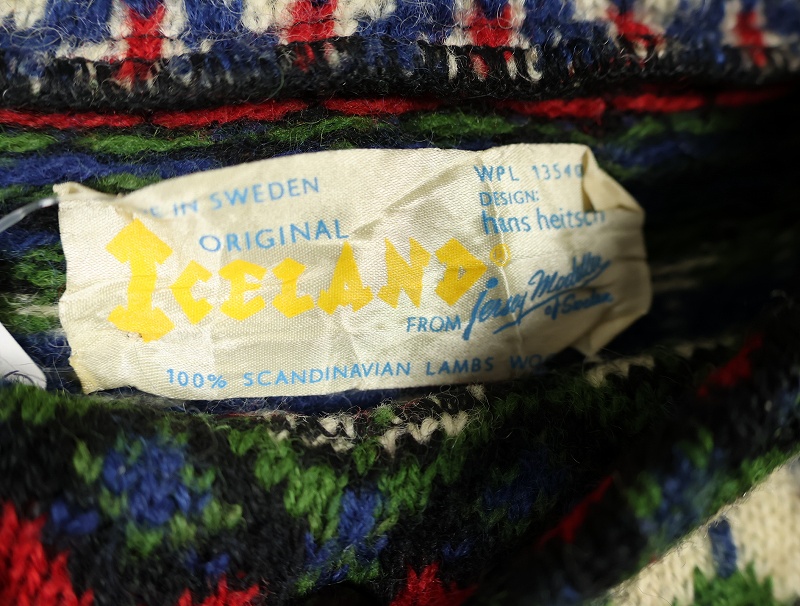 E IN SWEDEN
WPL 13540
DESIGN:
hans heitsch
ORIGINAL
ICELAND
FROM Jersey Modeller
of Sweden
100% SCANDINAVIAN LAMBS WO